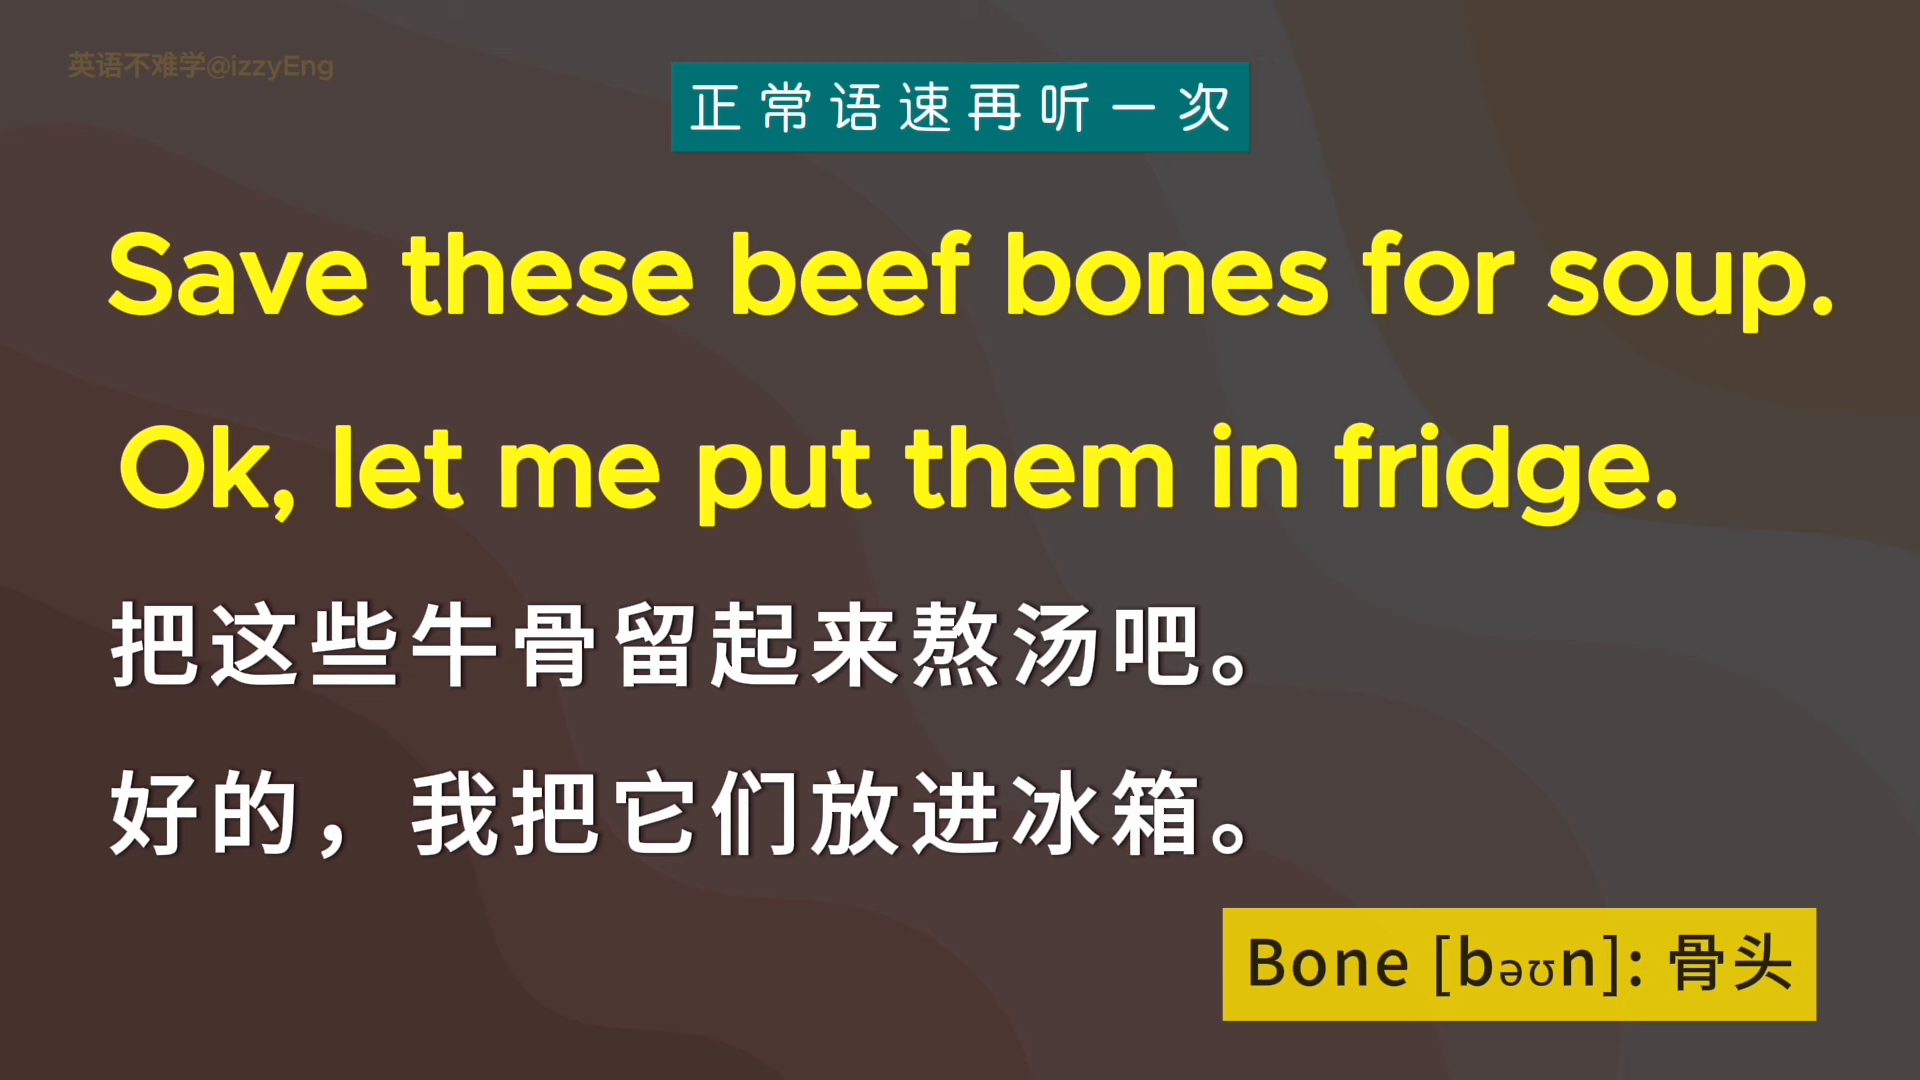 英语不难学@izzyEng
正常语速再听一次
Save these beef bones for soup.
Ok, let me put them in fridge.
把这些牛骨留起来熬汤吧。
好的，我把它们放进冰箱。
Bone [bəʊn]: 骨头